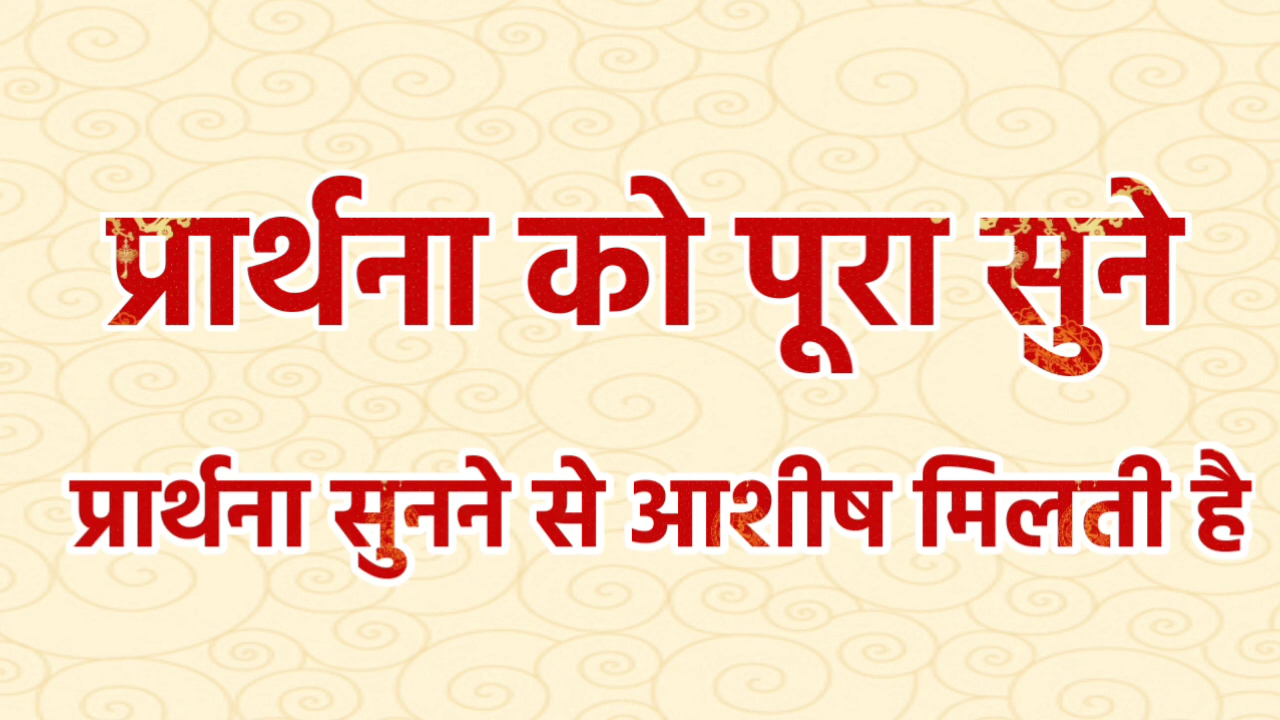 प्रार्थना को पूरा सुने
प्रार्थना सुनने से आशीष मिलती है